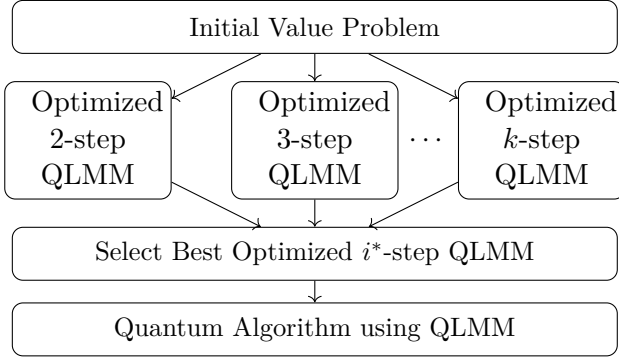 Initial Value Problem
Optimized
2-step
QLMM
Optimized
3-step
QLMM
...
Optimized
k-step
QLMM
Select Best Optimized i*-step QLMM
Quantum Algorithm using QLMM